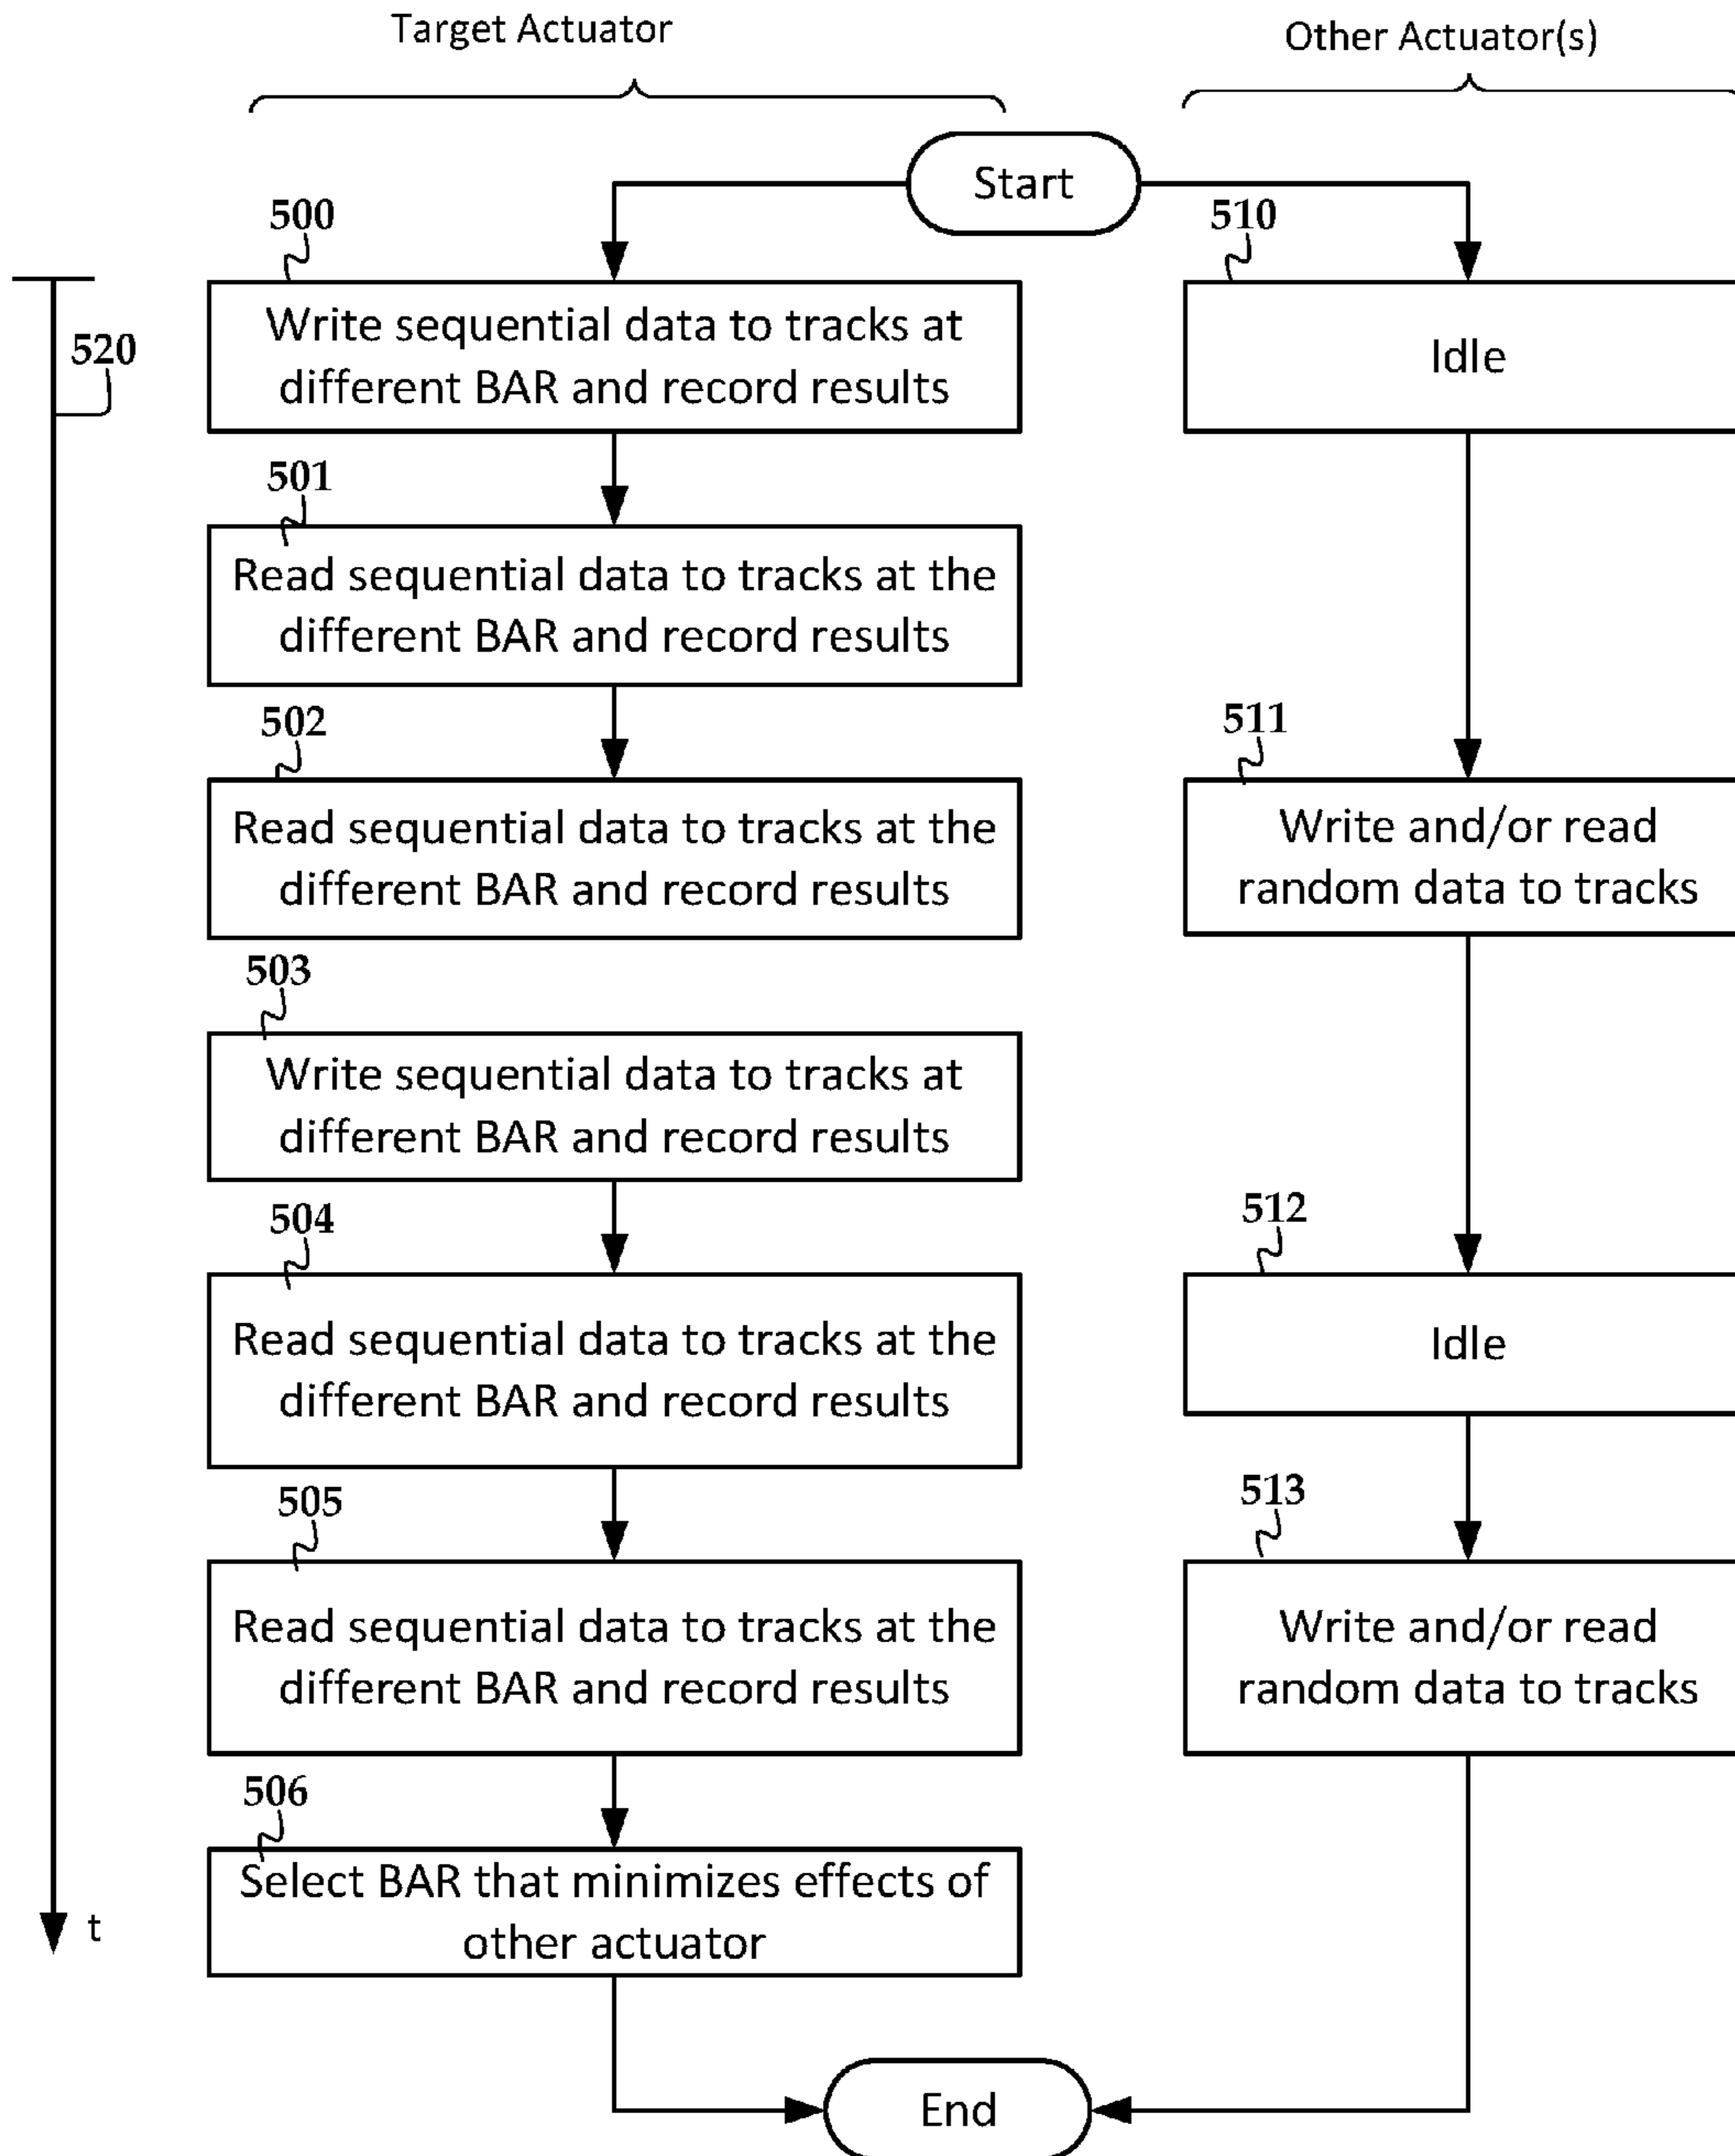 Target Actuator
Other Actuator(s)
Start
500
510
Write sequential data to tracks at
different BAR and record results
Idle
520
501
Read sequential data to tracks at the
different BAR and record results
502
511
Read sequential data to tracks at the
different BAR and record results
Write and/or read
random data to tracks
503
Write sequential data to tracks at
different BAR and record results
504
512
Read sequential data to tracks at the
different BAR and record results
Idle
505
513
Read sequential data to tracks at the
different BAR and record results
Write and/or read
random data to tracks
506
Select BAR that minimizes effects of
other actuator
t
End